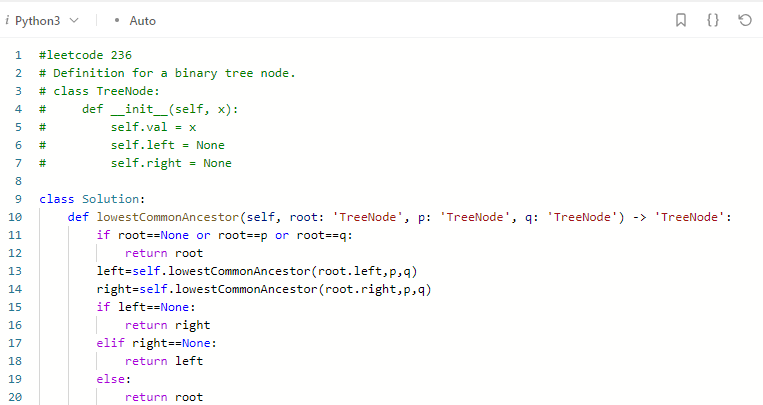 i Python3 • Auto {}
1 #leetcode 236
2 # Definition for a binary tree node.
3 # class TreeNode:
4 #     def __init__(self, x):
5 #         self.val = x
6 #         self.left = None
7 #         self.right = None
8
9 class Solution:
10     def lowestCommonAncestor(self, root: 'TreeNode', p: 'TreeNode', q: 'TreeNode') -> 'TreeNode':
11         if root==None or root==p or root==q:
12             return root
13         left=self.lowestCommonAncestor(root.left,p,q)
14         right=self.lowestCommonAncestor(root.right,p,q)
15         if left==None:
16             return right
17         elif right==None:
18             return left
19         else:
20             return root